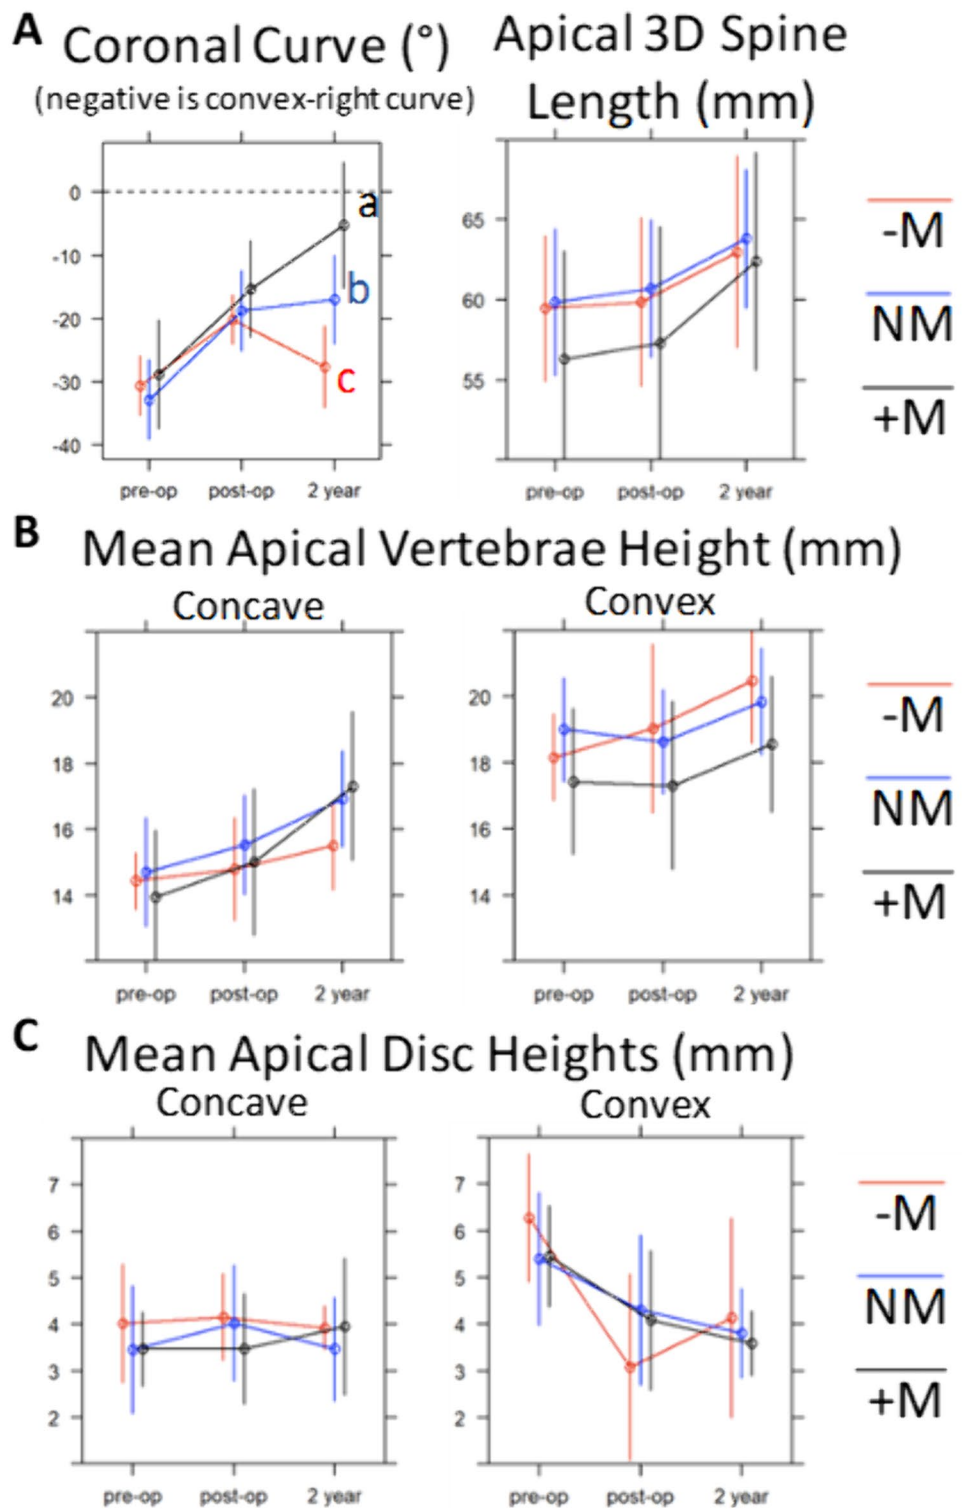 A Coronal Curve (°)
(negative is convex-right curve)
0
-10
-20
-30
-40
a
b
c
pre-op post-op 2 year
Apical 3D Spine
Length (mm)
65
60
55
pre-op post-op 2 year
-M
NM
+M
B Mean Apical Vertebrae Height (mm)
Concave
20
18
16
14
pre-op post-op 2 year
Convex
20
18
16
14
pre-op post-op 2 year
-M
NM
+M
C Mean Apical Disc Heights (mm)
Concave
7
6
5
4
3
2
pre-op post-op 2 year
Convex
7
6
5
4
3
2
pre-op post-op 2 year
-M
NM
+M